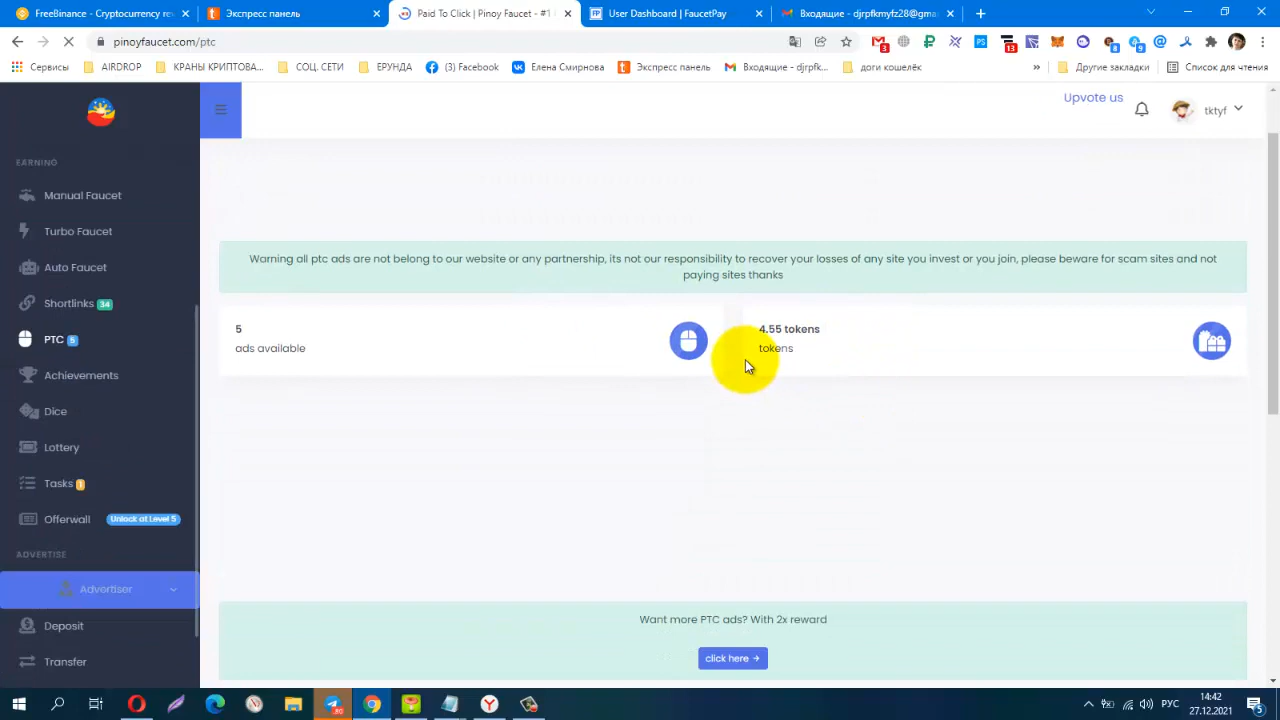 FreeBinance - Cryptocurrency rev
Экспресс панель
Paid To Click | Pinoy Faucet - #1
User Dashboard | FaucetPay
Входящие - djrpfkmyfz28@gmai
pinoyfaucet.com/ptc
3
13
8
9
Сервисы
AIRDROP
КРАНЫ КРИПТОВА...
СОЦ. СЕТИ
ЕРУНДА
(3) Facebook
Елена Смирнова
Экспресс панель
Входящие - djrpfk...
доги кошелёк
»
Другие закладки
Список для чтения
Upvote us
tktyf
EARNING
Manual Faucet
Turbo Faucet
Auto Faucet
Shortlinks 34
PTC 5
Achievements
Dice
Lottery
Tasks 1
Offerwall Unlock at Level 5
ADVERTISE
Advertiser
Deposit
Transfer
Warning all ptc ads are not belong to our website or any partnership, its not our responsibility to recover your losses of any site you invest or you join, please beware for scam sites and not
paying sites thanks
5
ads available
4.55 tokens
tokens
Want more PTC ads? With 2x reward
click here →
РУС
14:42
27.12.2021